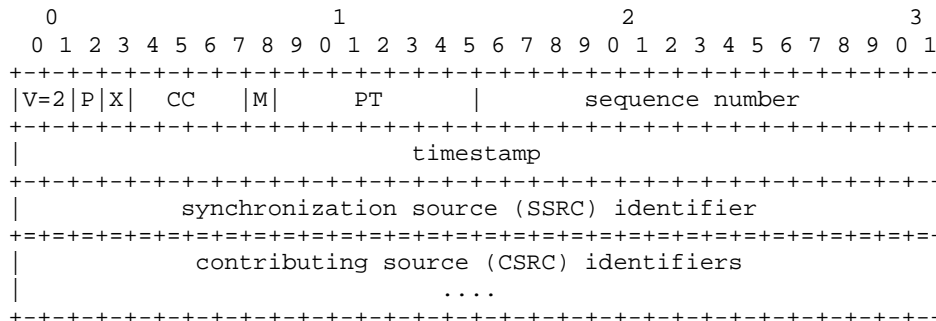 0                   1                   2                   3
    0 1 2 3 4 5 6 7 8 9 0 1 2 3 4 5 6 7 8 9 0 1 2 3 4 5 6 7 8 9 0 1
   +-+-+-+-+-+-+-+-+-+-+-+-+-+-+-+-+-+-+-+-+-+-+-+-+-+-+-+-+-+-+-+-
   |V=2|P|X|  CC   |M|     PT      |       sequence number
   +-+-+-+-+-+-+-+-+-+-+-+-+-+-+-+-+-+-+-+-+-+-+-+-+-+-+-+-+-+-+-+-
   |                           timestamp
   +-+-+-+-+-+-+-+-+-+-+-+-+-+-+-+-+-+-+-+-+-+-+-+-+-+-+-+-+-+-+-+-
   |           synchronization source (SSRC) identifier
   +=+=+=+=+=+=+=+=+=+=+=+=+=+=+=+=+=+=+=+=+=+=+=+=+=+=+=+=+=+=+=+-
   |            contributing source (CSRC) identifiers
   |                             ....
   +-+-+-+-+-+-+-+-+-+-+-+-+-+-+-+-+-+-+-+-+-+-+-+-+-+-+-+-+-+-+-+-